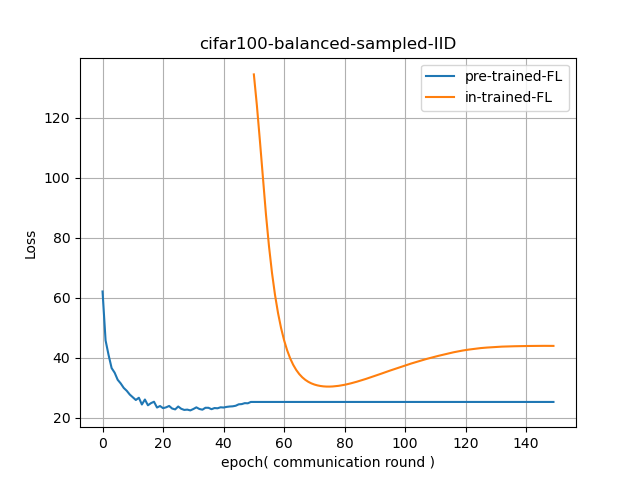 cifar100-balanced-sampled-IID
pre-trained-FL
in-trained-FL
Loss
120
100
80
60
40
20
0 20 40 60 80 100 120 140
epoch( communication round )